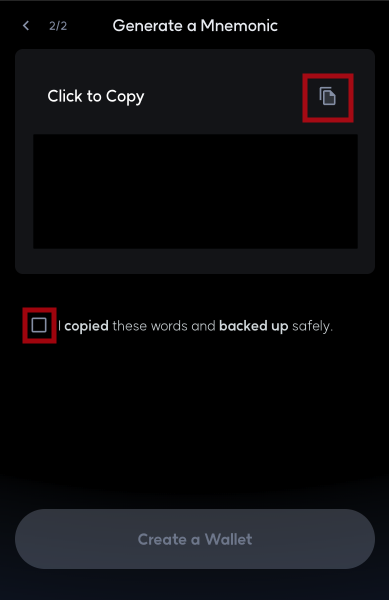 2/2
Generate a Mnemonic
Click to Copy
I copied these words and backed up safely.
Create a Wallet